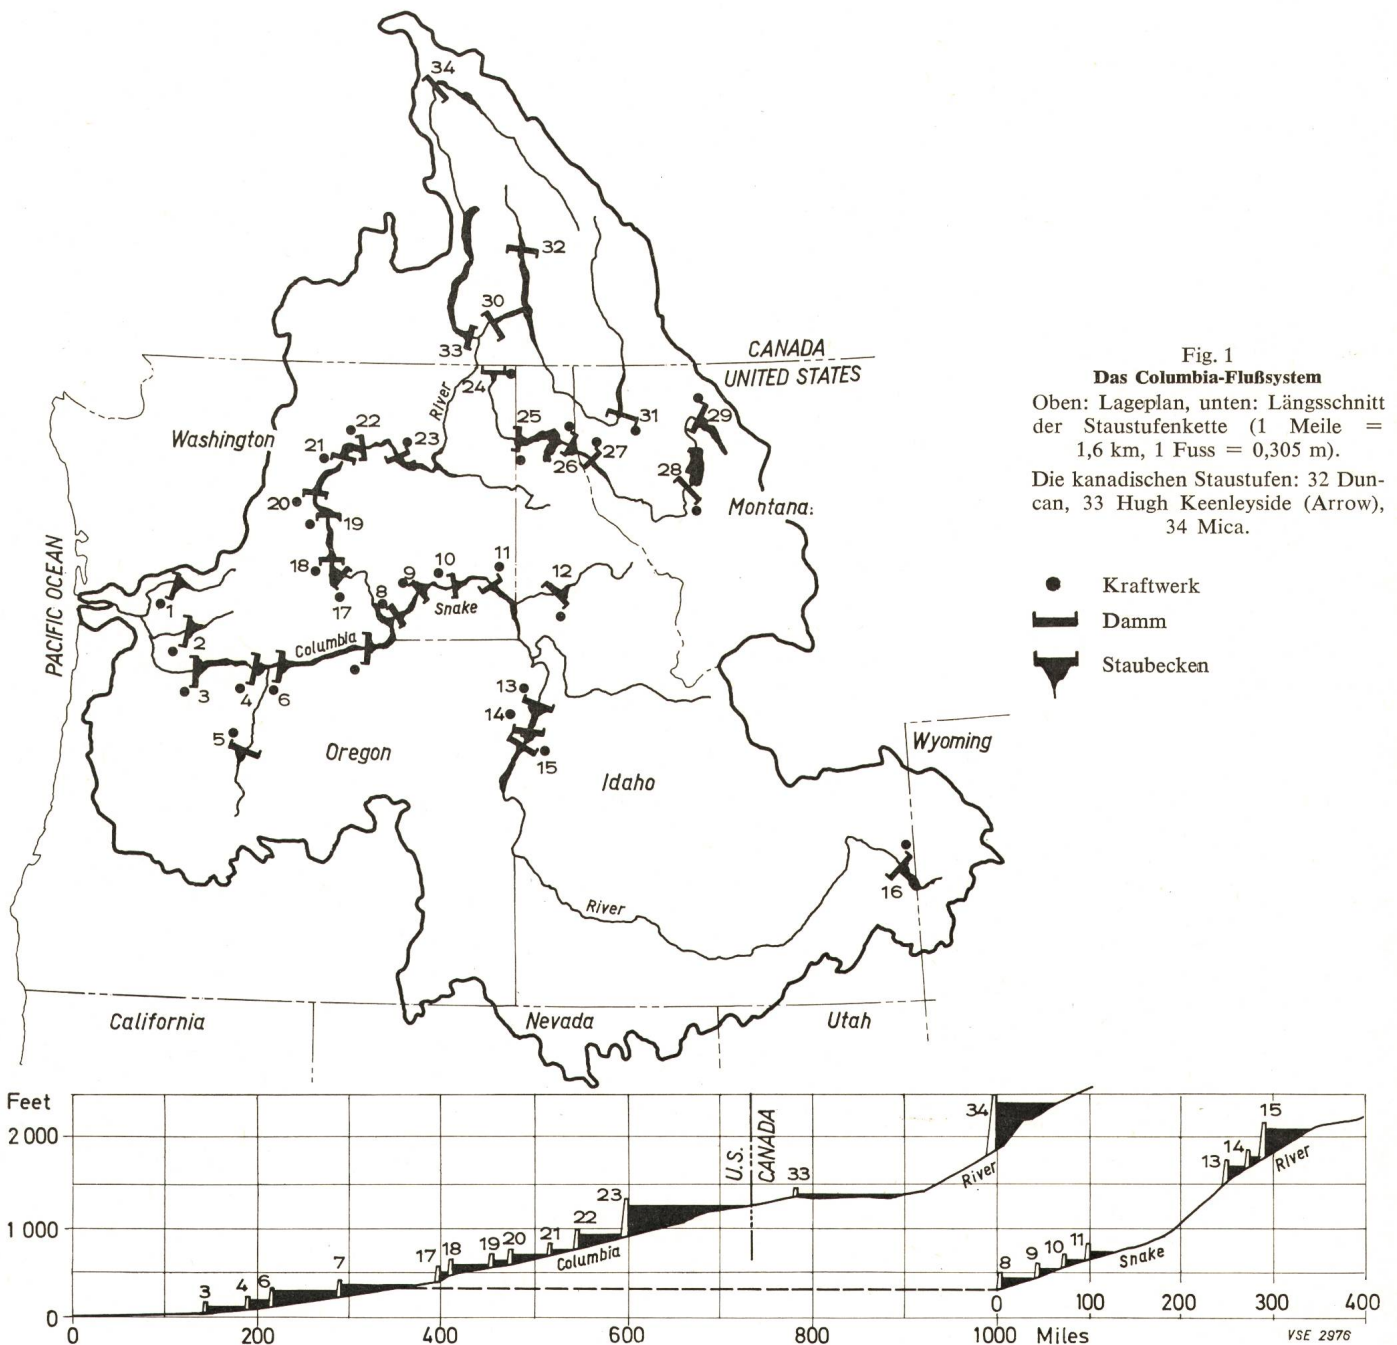 34
32
30
33
CANADA
UNITED STATES
24
River
Washington
22
21
23
25
31
29
26
27
28
20
19
Montana:
18
17
11
10
9
12
8
Snake
1
2
PACIFIC OCEAN
Columbia
3
4
6
13
14
5
15
Oregon
Idaho
Wyoming
16
River
California
Nevada
Utah
Fig. 1
Das Columbia-Flußsystem
Oben: Lageplan, unten: Längsschnitt
der Staustufenkette (1 Meile =
1,6 km, 1 Fuss = 0,305 m).
Die kanadischen Staustufen: 32 Dun-
can, 33 Hugh Keenleyside (Arrow),
34 Mica.
Kraftwerk
Damm
Staubecken
Feet
2 000
1 000
0
3
4
6
7
17
18
19
20
21
22
23
Columbia
U.S.
CANADA
33
34
River
8
9
10
11
Snake
13
14
15
River
0
200
400
600
800
1000
Miles
0
100
200
300
400
VSE 2976